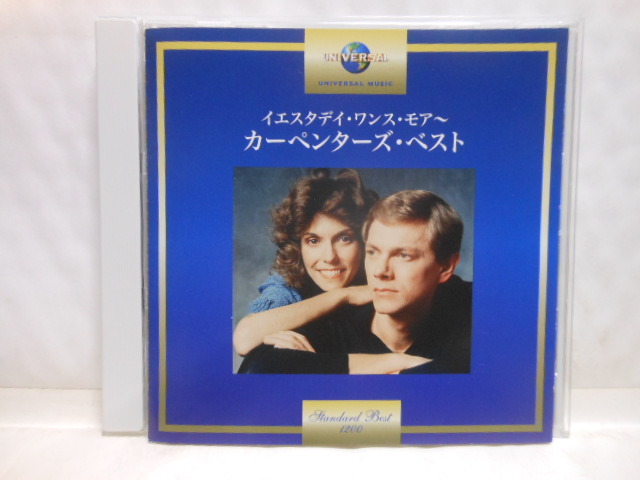 UNIVERSAL
UNIVERSAL MUSIC
イエスタデイ・ワンス・モア～
カーペンターズ・ベスト
Standard Best
1200